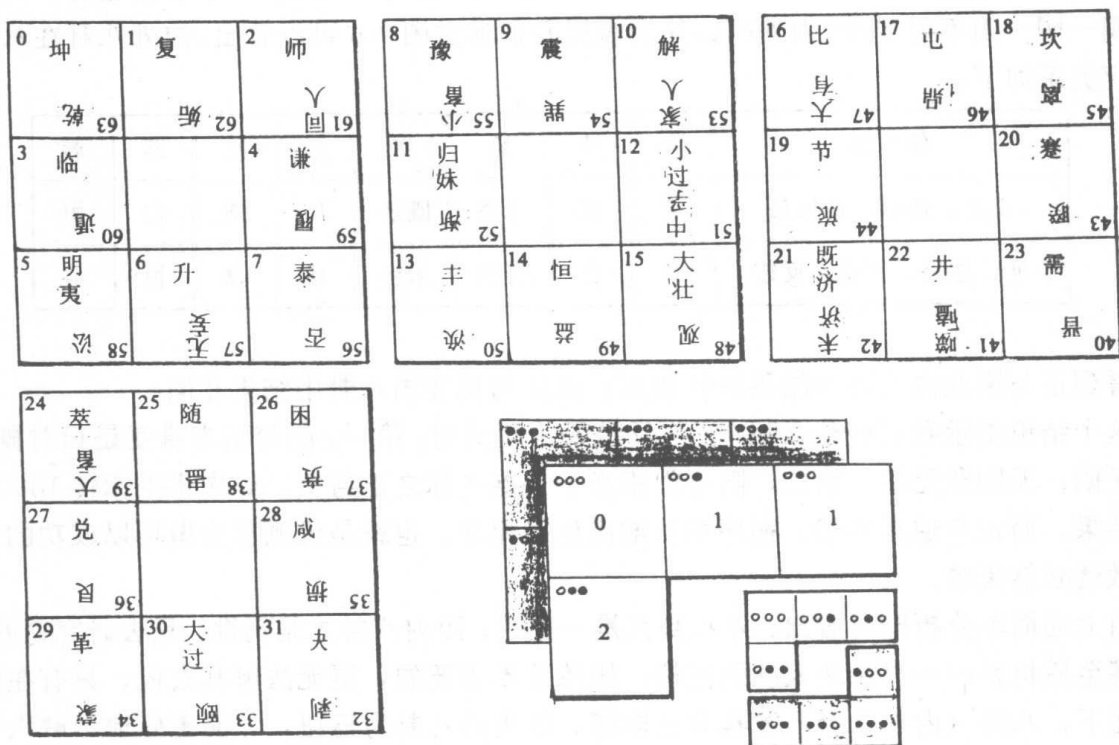 0 坤
乾 63
复
姤 62
2 师
同人 61
3 临
遁 60
4 谦
履 59
5 明夷
讼 58
6 升
无妄 57
7 泰
否 56
8 豫
小畜 55
9 震
巽 54
10 解
家人 53
11 归妹
渐 52
12 小过
中孚 51
13 丰
涣 50
14 恒
益 49
15 大壮
观 48
16 比
大有 47
17 屯
鼎 46
18 坎
离 45
19 节
旅 44
20 蹇
睽 43
21 既济
未济 42
22 井
噬嗑 41
23 需
晋 40
24 萃
大畜 39
25 随
蛊 38
26 困
贲 37
27 兑
艮 36
28 咸
损 35
29 革
蒙 34
30 大过
颐 33
31 夬
剥 32
0 1 1
2